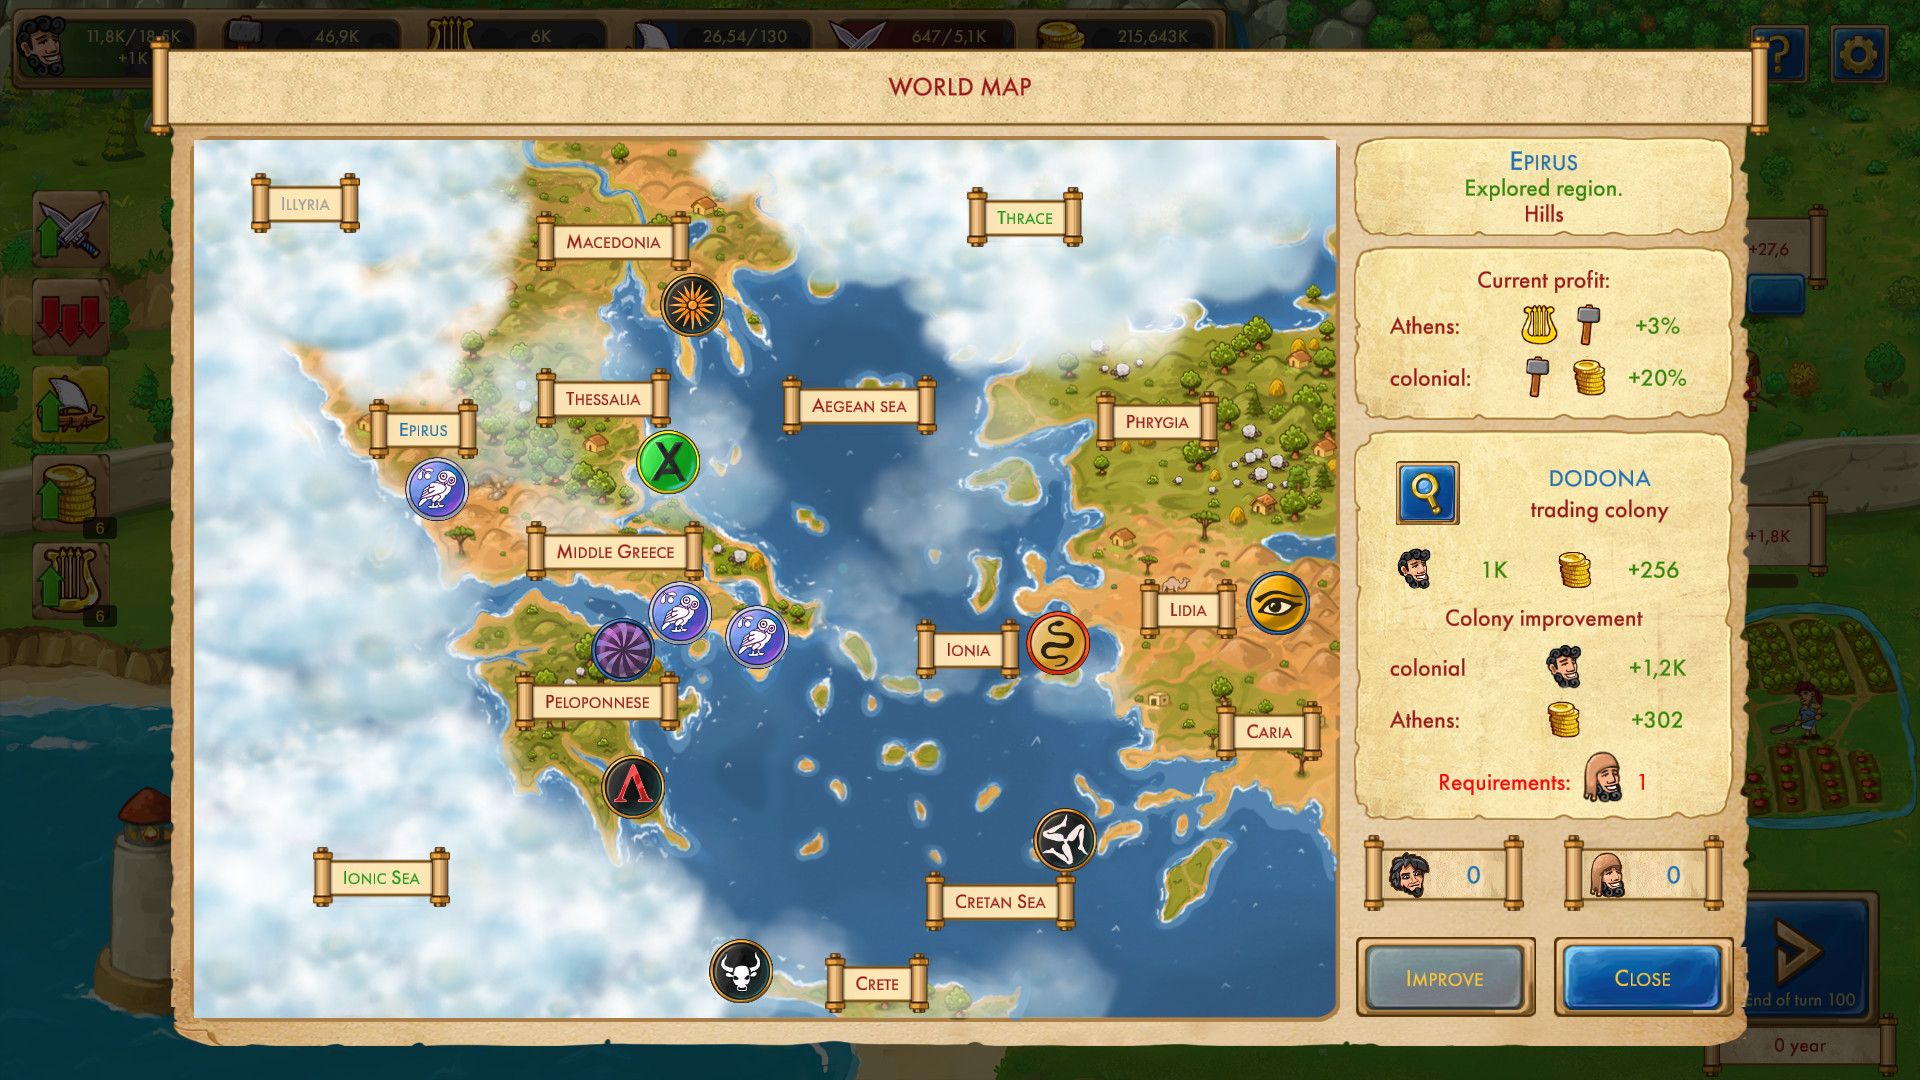 11,8K/18,5K
+1K
46,9K
6K
26,54/130
647/5,1K
215,643K
WORLD MAP
ILLYRIA
THRACE
MACEDONIA
THESSALIA
AEGEAN SEA
PHRYGIA
EPIRUS
MIDDLE GREECE
LIDIA
IONIA
PELOPONNESE
CARIA
IONIC SEA
CRETAN SEA
CRETE
EPIRUS
Explored region.
Hills
Current profit:
Athens: +3%
colonial: +20%
DODONA
trading colony
1K +256
Colony improvement
colonial +1,2K
Athens: +302
Requirements: 1
0 0
IMPROVE CLOSE
6
6
+27,6
+1,8K
End of turn 100
0 year